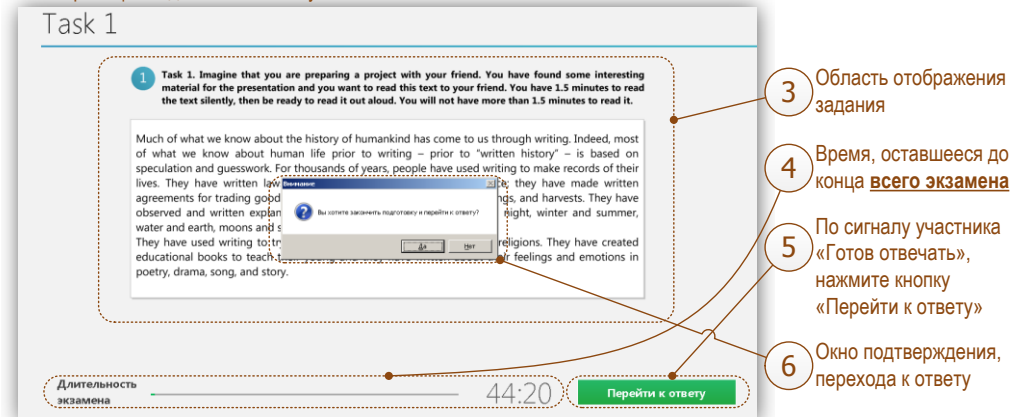 Task 1
1
Task 1. Imagine that you are preparing a project with your friend. You have found some interesting
material for the presentation and you want to read this text to your friend. You have 1.5 minutes to read
the text silently, then be ready to read it out aloud. You will not have more than 1.5 minutes to read it.
Much of what we know about the history of humankind has come to us through writing. Indeed, most
of what we know about human life prior to writing – prior to "written history" – is based on
speculation and guesswork. For thousands of years, people have used writing to make records of their
lives. They have written law they have made written
agreements for trading good and harvests. They have
observed and written night, winter and summer,
water and earth, moons and
They have used writing to religions. They have created
educational books to teach feelings and emotions in
poetry, drama, song, and story.
Внимание
Вы хотите закончить подготовку и перейти к ответу?
Да
Нет
Длительность
экзамена
44:20
Перейти к ответу
3
Область отображения
задания
4
Время, оставшееся до
конца всего экзамена
5
По сигналу участника
«Готов отвечать»,
нажмите кнопку
«Перейти к ответу»
6
Окно подтверждения,
перехода к ответу